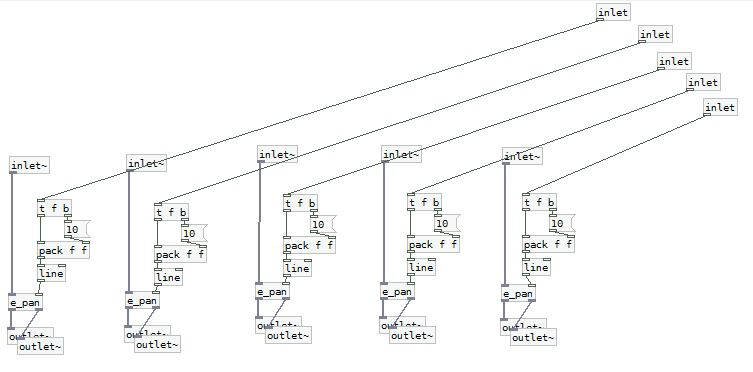 inlet
inlet
inlet
inlet
inlet
inlet~
inlet~
inlet~
inlet~
inlet~
t f b
t f b
t f b
t f b
t f b
10
10
10
10
10
pack f f
pack f f
pack f f
pack f f
pack f f
line
line
line
line
line
e_pan
e_pan
e_pan
e_pan
e_pan
outlet~
outlet~
outlet~
outlet~
outlet~
outlet~
outlet~
outlet~
outlet~
outlet~